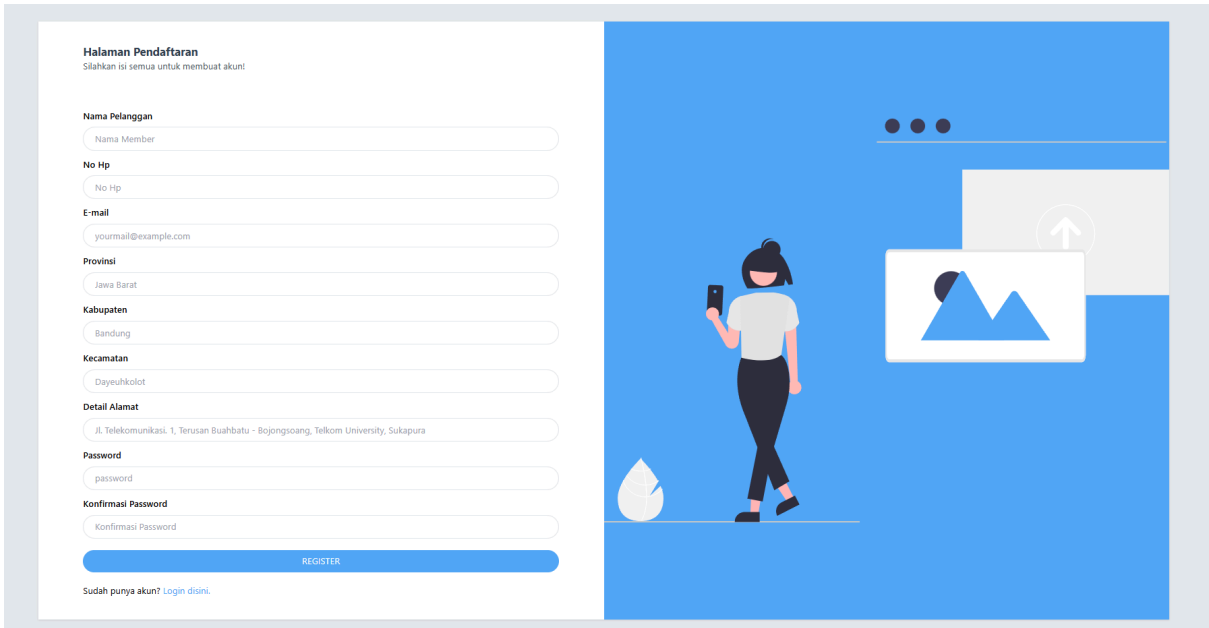 Halaman Pendaftaran
Silahkan isi semua untuk membuat akun!
Nama Pelanggan
Nama Member
No Hp
No Hp
E-mail
yourmail@example.com
Provinsi
Jawa Barat
Kabupaten
Bandung
Kecamatan
Dayeuhkolot
Detail Alamat
Jl. Telekomunikasi. 1, Terusan Buahbatu - Bojongsoang, Telkom University, Sukapura
Password
password
Konfirmasi Password
Konfirmasi Password
REGISTER
Sudah punya akun? Login disini.